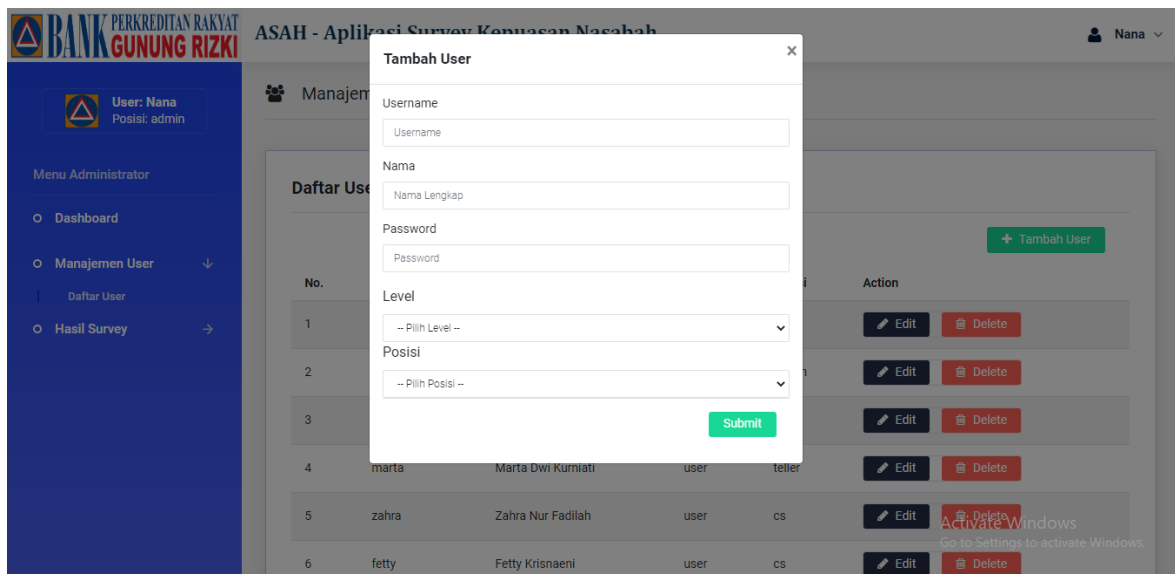 BANK PERKREDITAN RAKYAT
GUNUNG RIZKI
ASAH - Aplikasi Survey Kepuasan Nasabah
Nana
User: Nana
Posisi: admin
Menu Administrator
Dashboard
Manajemen User
Daftar User
Hasil Survey
Manajem
Daftar Use
+ Tambah User
No.
i
Action
1
Edit Delete
2
n
Edit Delete
3
Edit Delete
4 marta Marta Dwi Kurniati user teller Edit Delete
5 zahra Zahra Nur Fadilah user cs Edit Delete
6 fetty Fetty Krisnaeni user cs Edit Delete
Tambah User
×
Username
Username
Nama
Nama Lengkap
Password
Password
Level
-- Pilih Level --
Posisi
-- Pilih Posisi --
Submit
Activate Windows
Go to Settings to activate Windows.